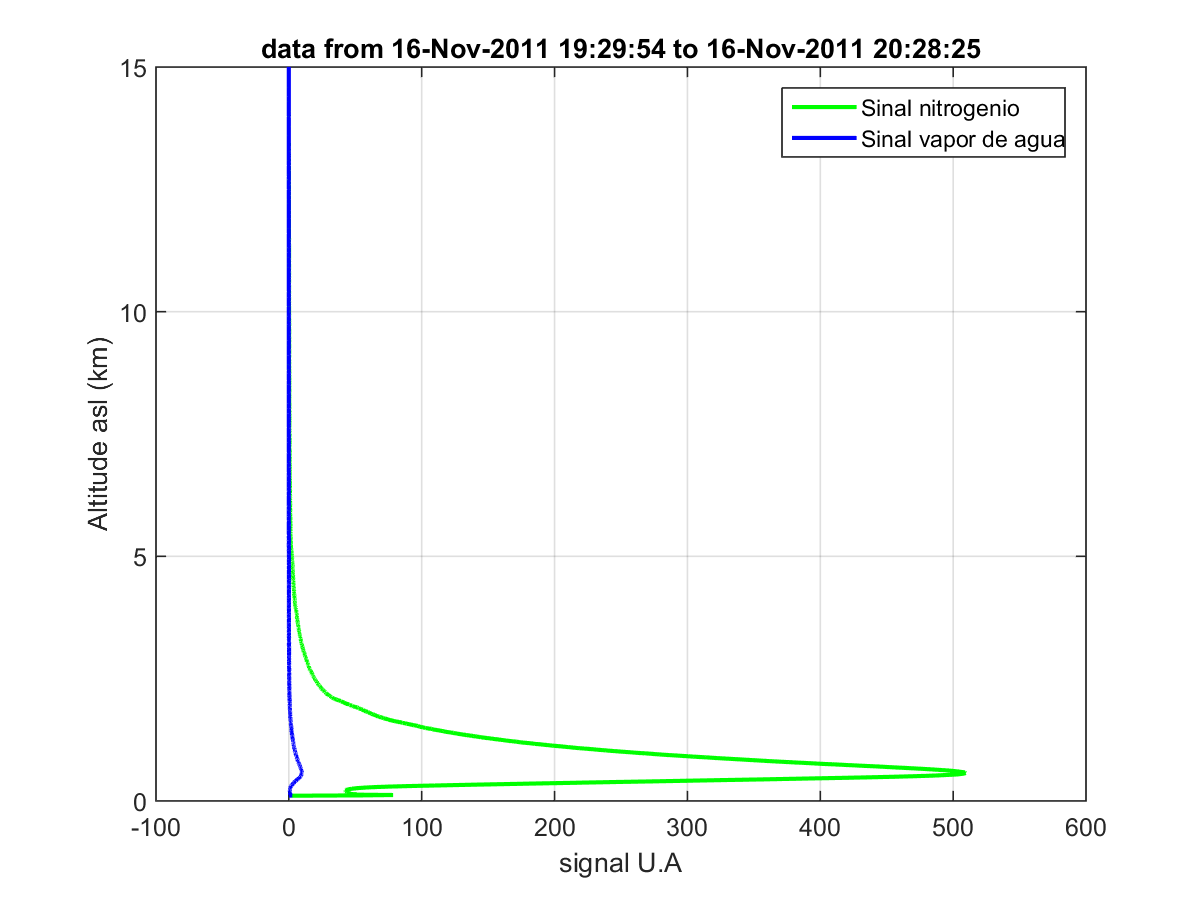 data from 16-Nov-2011 19:29:54 to 16-Nov-2011 20:28:25
Sinal nitrogenio
Sinal vapor de agua
15
10
5
0
Altitude asl (km)
-100 0 100 200 300 400 500 600
signal U.A